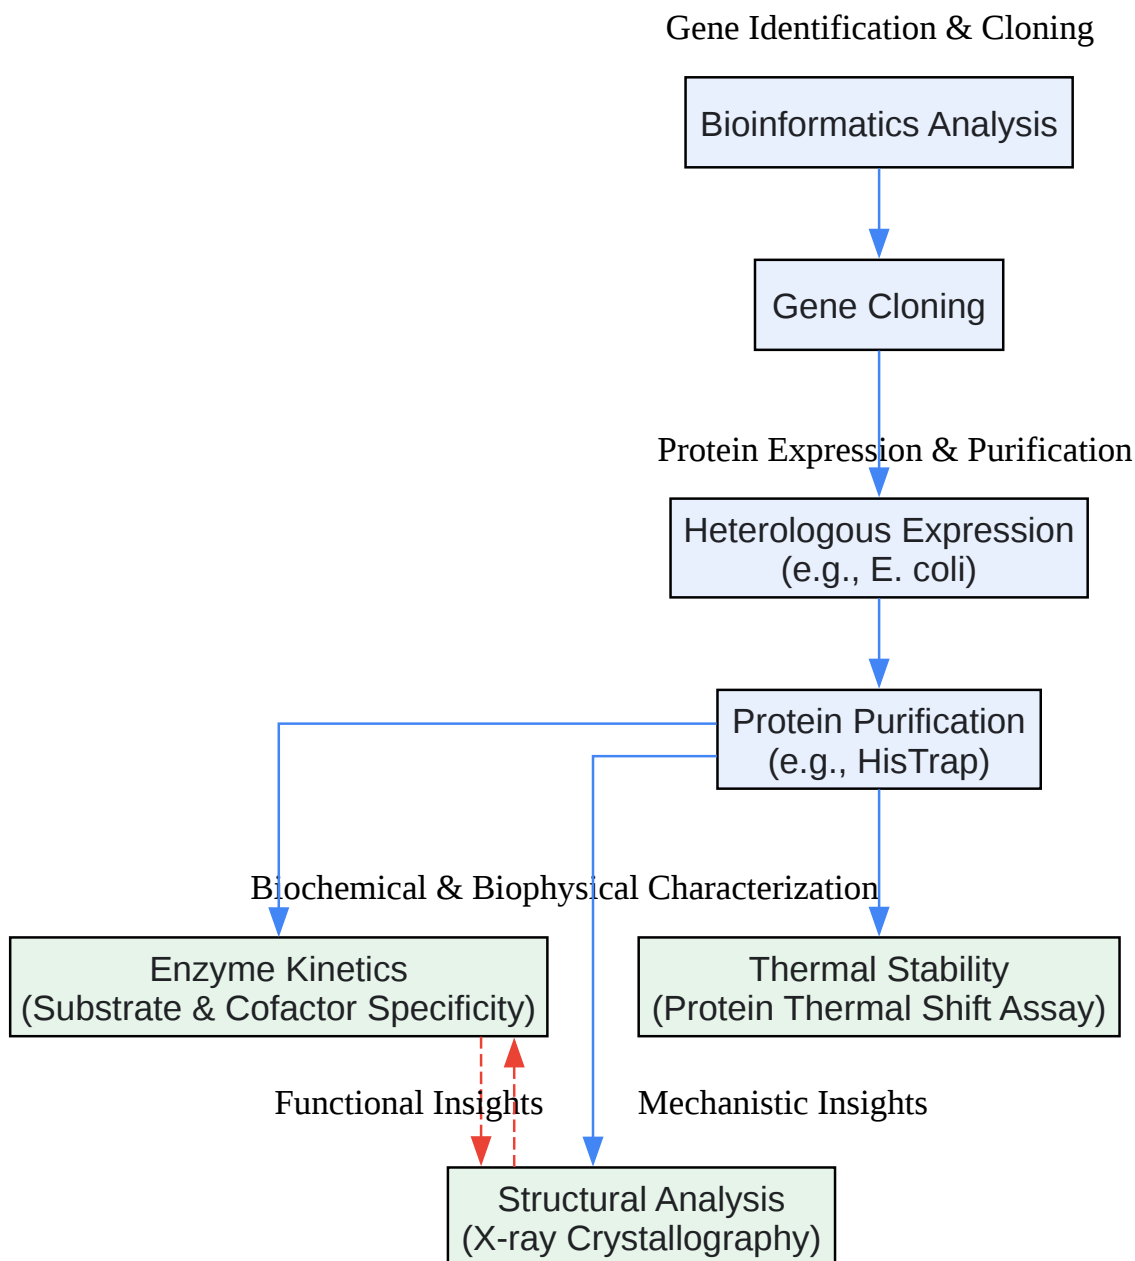 Gene Identification & Cloning
Bioinformatics Analysis
Gene Cloning
Protein Expression & Purification
Heterologous Expression
(e.g., E. coli)
Protein Purification
(e.g., HisTrap)
Biochemical & Biophysical Characterization
Enzyme Kinetics
(Substrate & Cofactor Specificity)
Thermal Stability
(Protein Thermal Shift Assay)
Functional Insights
Mechanistic Insights
Structural Analysis
(X-ray Crystallography)